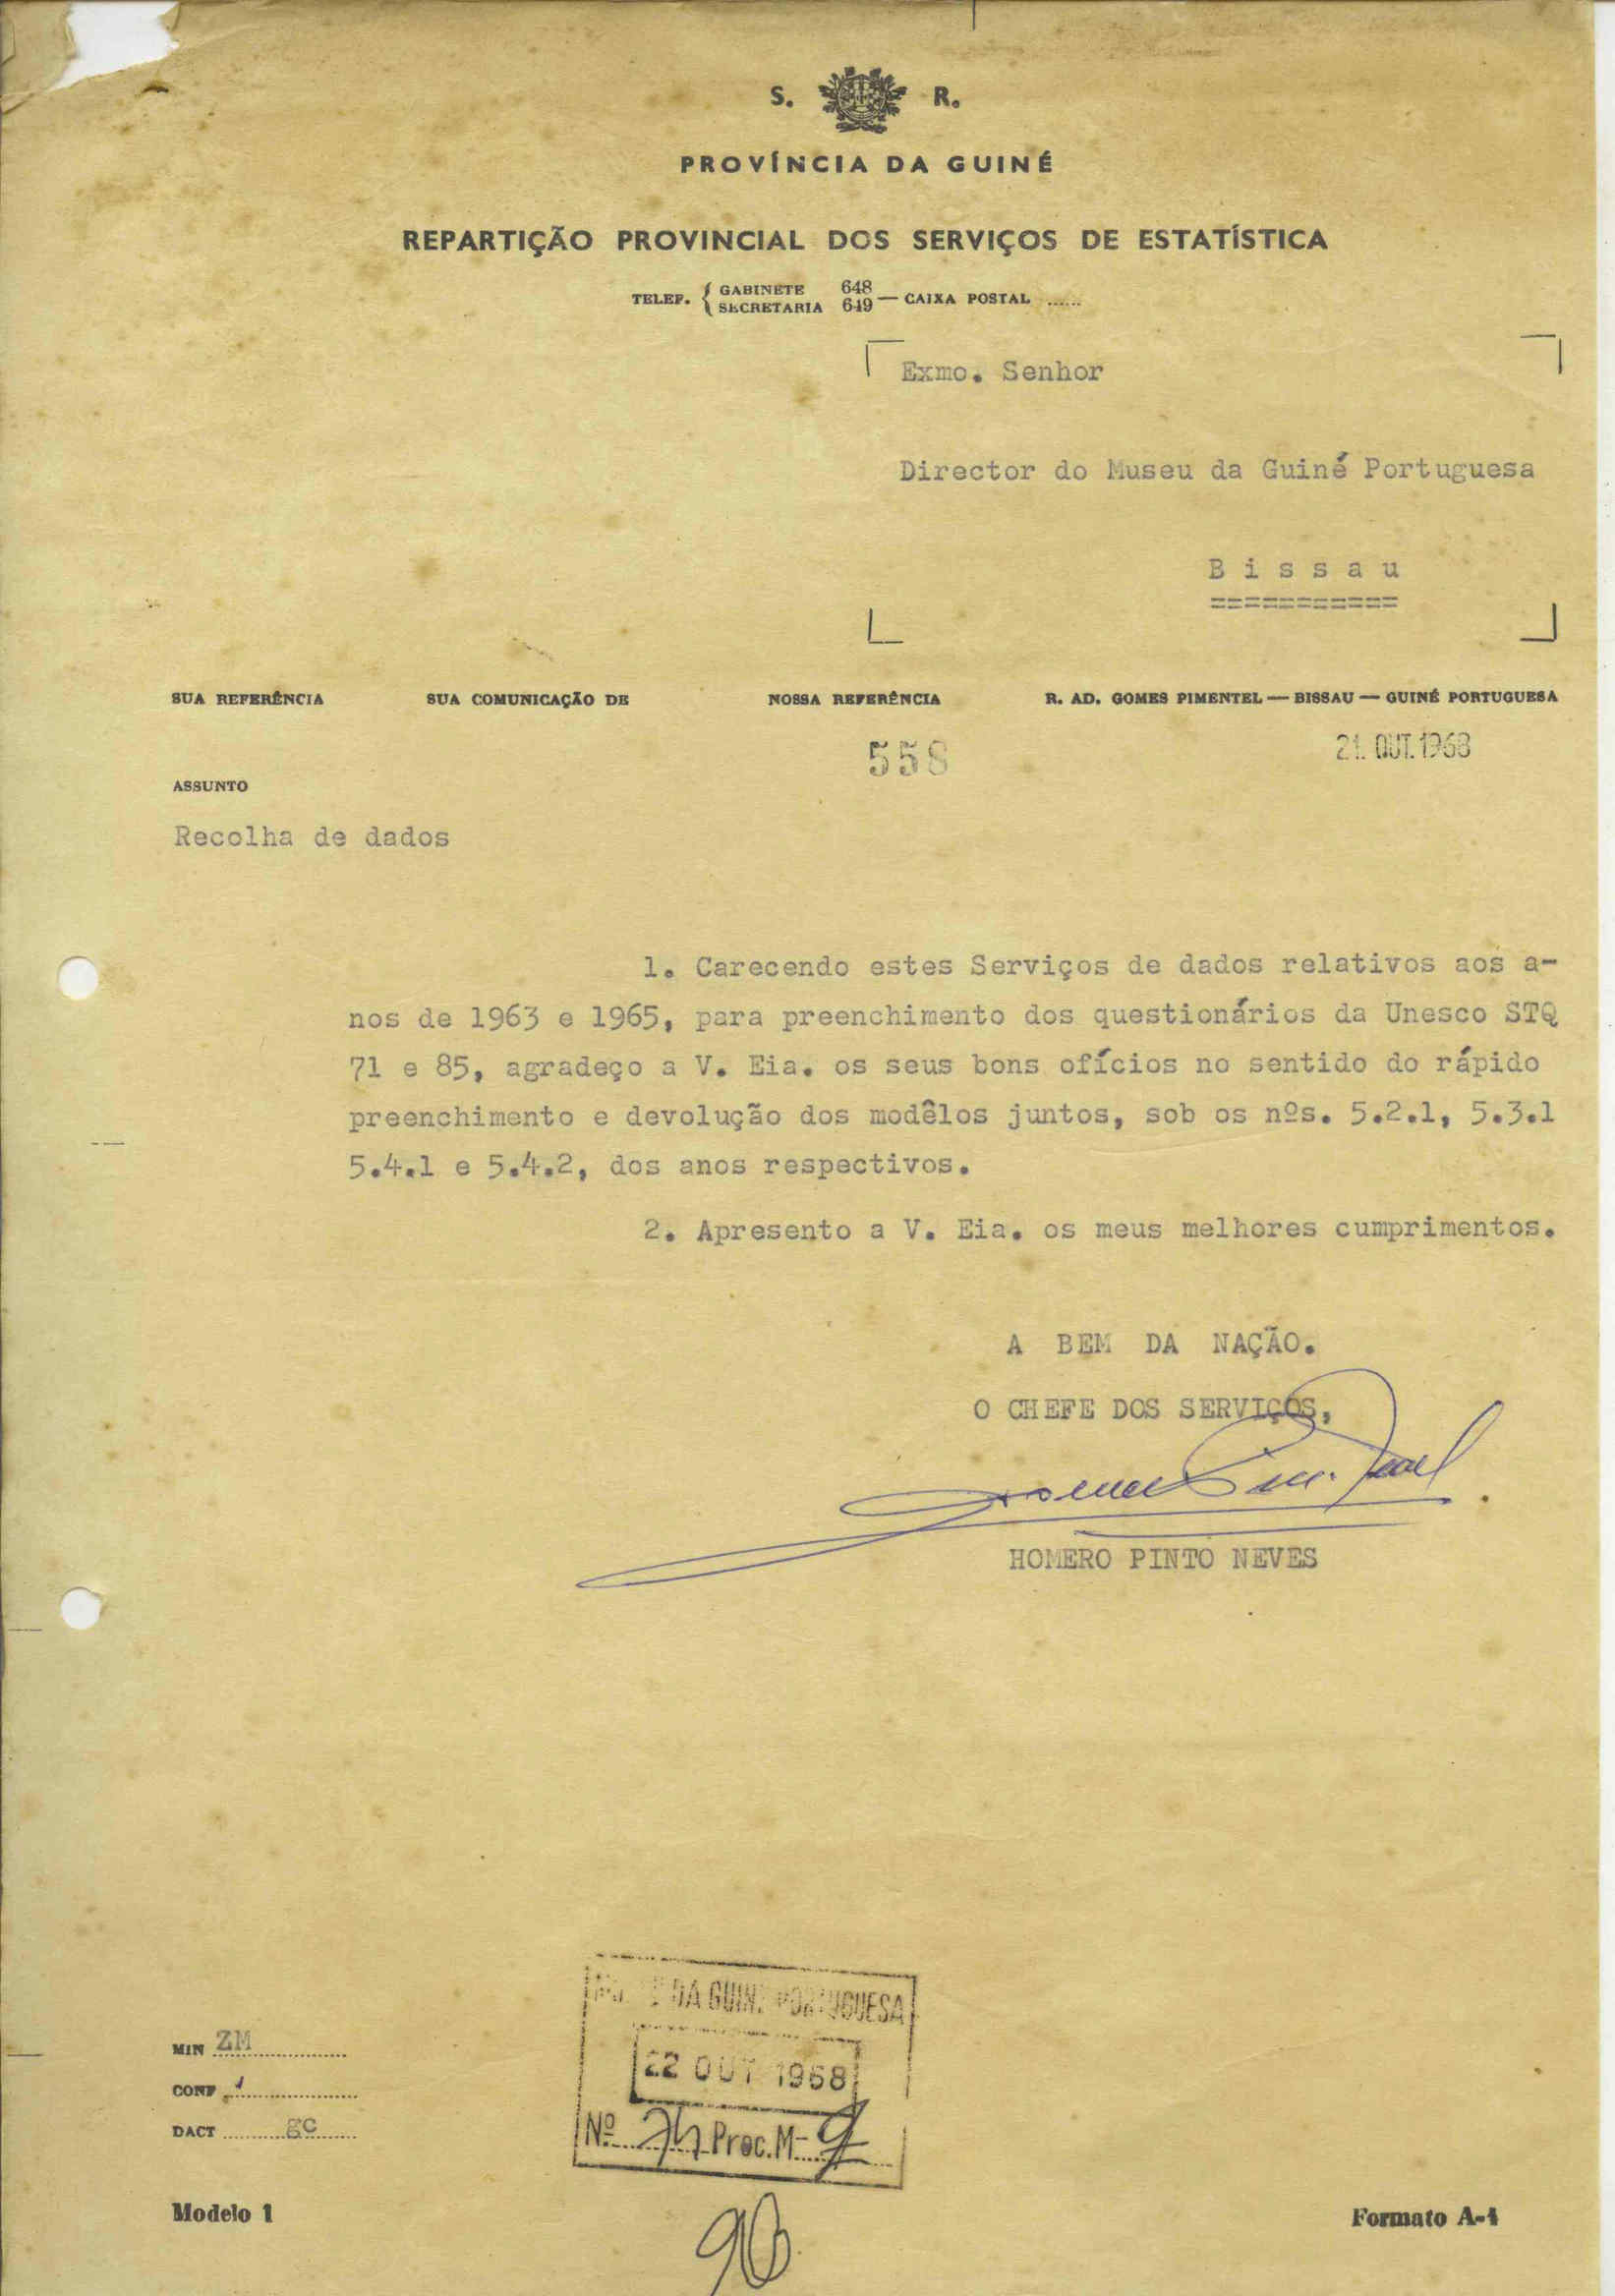 S. R.
PROVÍNCIA DA GUINÉ
REPARTIÇÃO PROVINCIAL DOS SERVIÇOS DE ESTATÍSTICA
TELEF. { GABINETE 648
SECRETARIA 649 — CAIXA POSTAL ......
Exmo. Senhor
Director do Museu da Guiné Portuguesa
B i s s a u
===========
SUA REFERÊNCIA SUA COMUNICAÇÃO DE NOSSA REFERÊNCIA R. AD. GOMES PIMENTEL — BISSAU — GUINÉ PORTUGUESA
558 21. OUT. 1968
ASSUNTO
Recolha de dados
1. Carecendo estes Serviços de dados relativos aos a-
nos de 1963 e 1965, para preenchimento dos questionários da Unesco STQ
71 e 85, agradeço a V. Eia. os seus bons ofícios no sentido do rápido
preenchimento e devolução dos modêlos juntos, sob os nºs. 5.2.1, 5.3.1
5.4.1 e 5.4.2, dos anos respectivos.
2. Apresento a V. Eia. os meus melhores cumprimentos.
A BEM DA NAÇÃO.
O CHEFE DOS SERVIÇOS,
HOMERO PINTO NEVES
DA GUINÉ PORTUGUESA
22 OUT 1968
Nº Proc. M-
MIN ZM
CONF
DACT gc
Modelo 1 Formato A-4